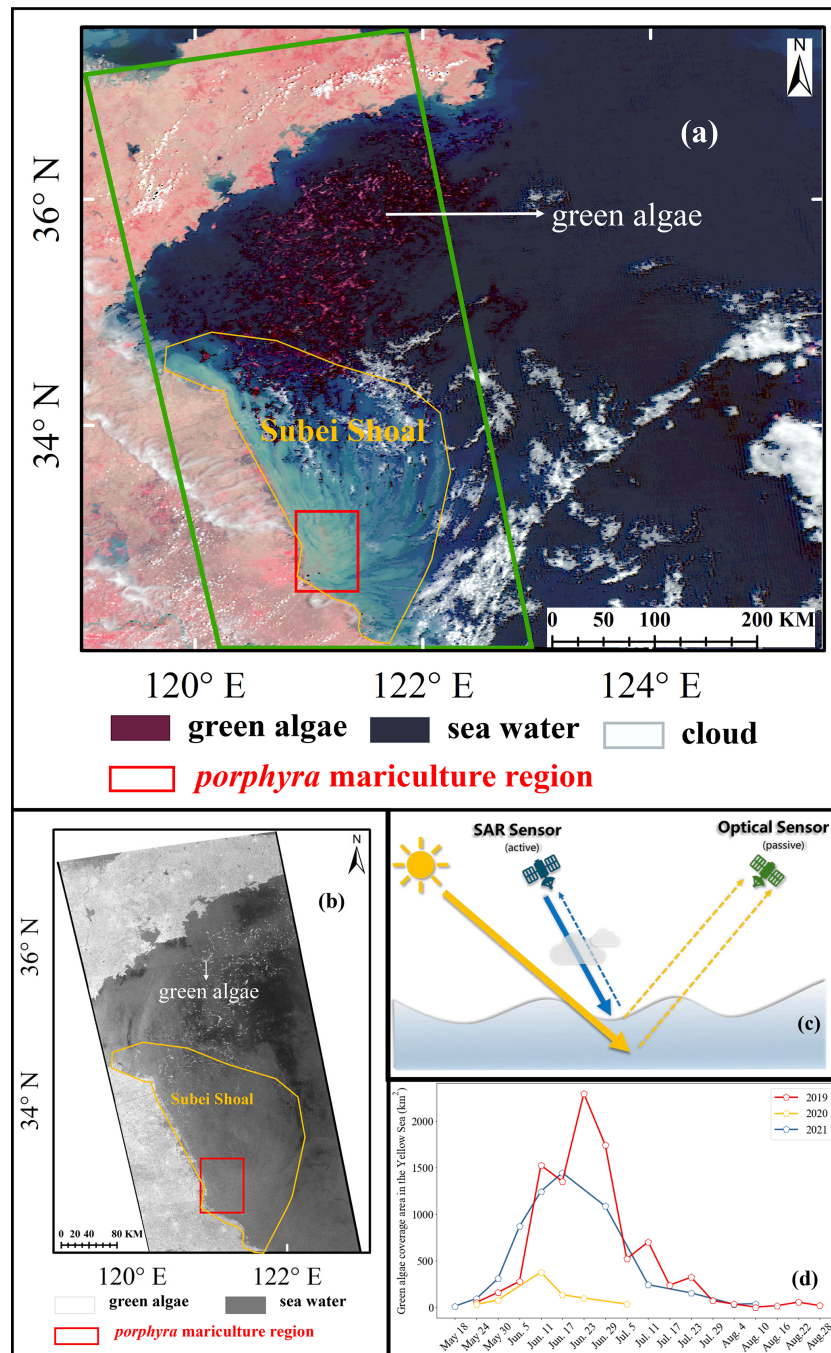 N
(a)
36° N
green algae
34° N
Subei Shoal
0 50 100 200 KM
120° E 122° E 124° E
green algae sea water cloud
porphyra mariculture region
N
(b)
36° N
green algae
34° N
Subei Shoal
0 20 40 80 KM
120° E 122° E
green algae sea water
porphyra mariculture region
SAR Sensor
(active)
Optical Sensor
(passive)
(c)
Green algae coverage area in the Yellow Sea (km²)
2000
1500
1000
500
0
2019
2020
2021
(d)
May 18 May 24 May 30 Jun. 5 Jun. 11 Jun. 17 Jun. 23 Jun. 29 Jul. 5 Jul. 11 Jul. 17 Jul. 23 Jul. 29 Aug. 4 Aug. 10 Aug. 16 Aug.22 Aug.28